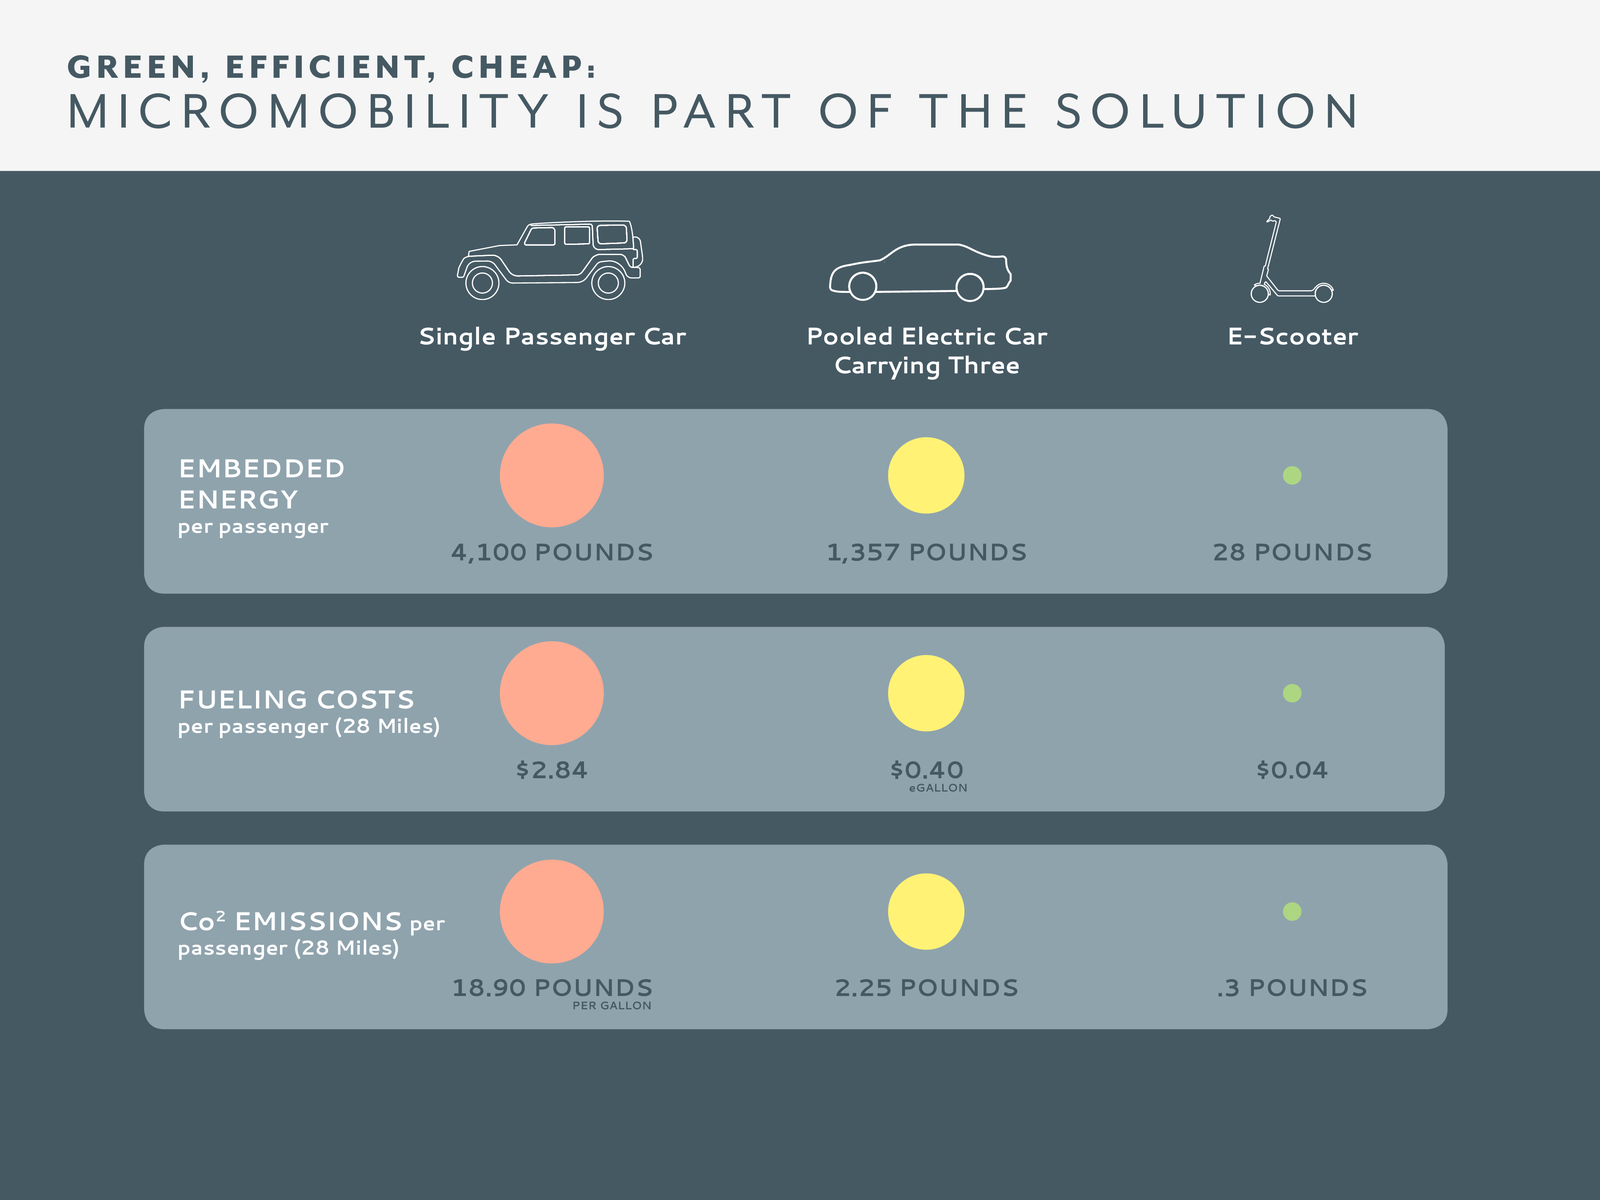 GREEN, EFFICIENT, CHEAP:
MICROMOBILITY IS PART OF THE SOLUTION
Single Passenger Car
Pooled Electric Car
Carrying Three
E-Scooter
EMBEDDED
ENERGY
per passenger
4,100 POUNDS
1,357 POUNDS
28 POUNDS
FUELING COSTS
per passenger (28 Miles)
$2.84
$0.40
eGALLON
$0.04
Co² EMISSIONS per
passenger (28 Miles)
18.90 POUNDS
PER GALLON
2.25 POUNDS
.3 POUNDS